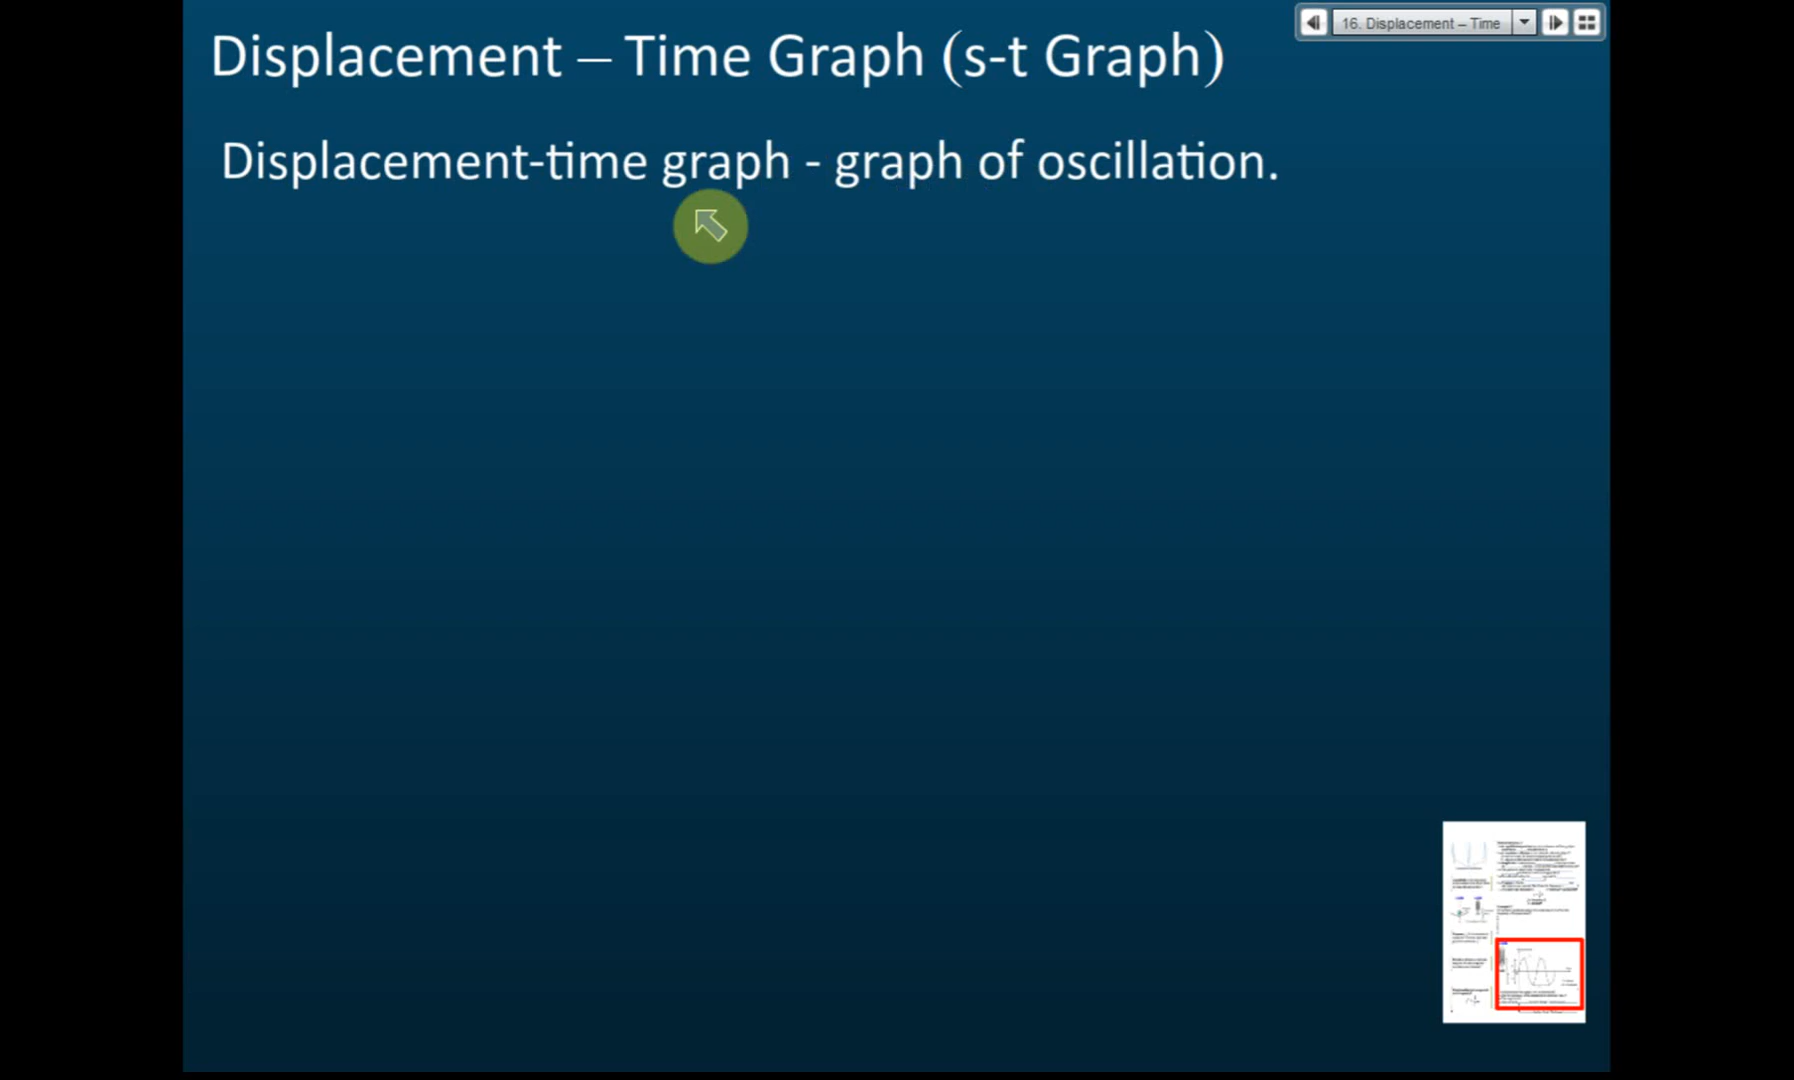 16. Displacement – Time
Displacement – Time Graph (s-t Graph)
Displacement-time graph - graph of oscillation.